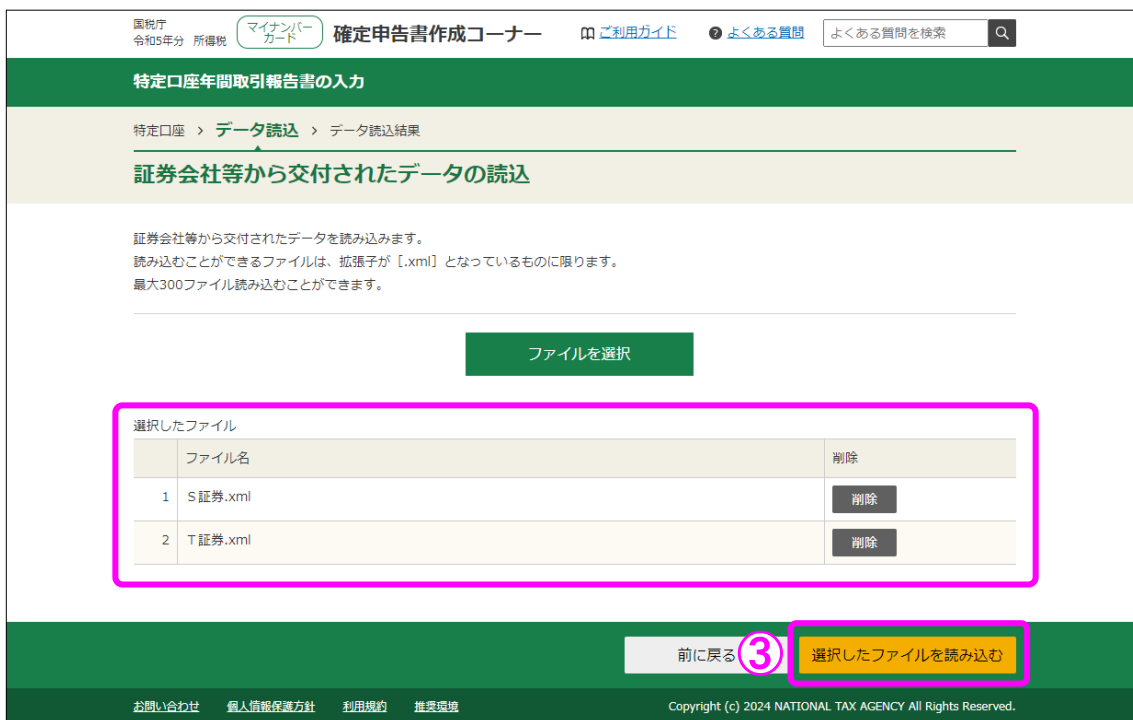 国税庁
令和5年分 所得税
マイナンバー
カード
確定申告書作成コーナー
ご利用ガイド
よくある質問
よくある質問を検索
特定口座年間取引報告書の入力
特定口座 > データ読込 > データ読込結果
証券会社等から交付されたデータの読込
証券会社等から交付されたデータを読み込みます。
読み込むことができるファイルは、拡張子が［.xml］となっているものに限ります。
最大300ファイル読み込むことができます。
ファイルを選択
選択したファイル
ファイル名 削除
1 S証券.xml 削除
2 T証券.xml 削除
前に戻る ③ 選択したファイルを読み込む
お問い合わせ 個人情報保護方針 利用規約 推奨環境 Copyright (c) 2024 NATIONAL TAX AGENCY All Rights Reserved.